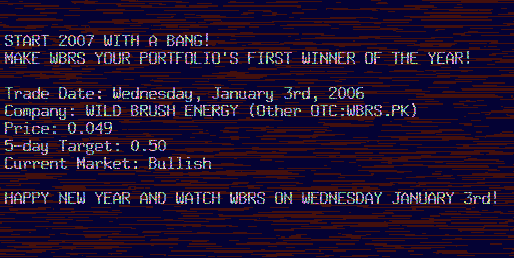 START 2007 WITH A BANG!
MAKE WBRS YOUR PORTFOLIO'S FIRST WINNER OF THE YEAR!
Trade Date: Wednesday, January 3rd, 2006
Company: WILD BRUSH ENERGY (Other OTC:WBRS.PK)
Price: 0.049
5-day Target: 0.50
Current Market: Bullish
HAPPY NEW YEAR AND WATCH WBRS ON WEDNESDAY JANUARY 3rd!